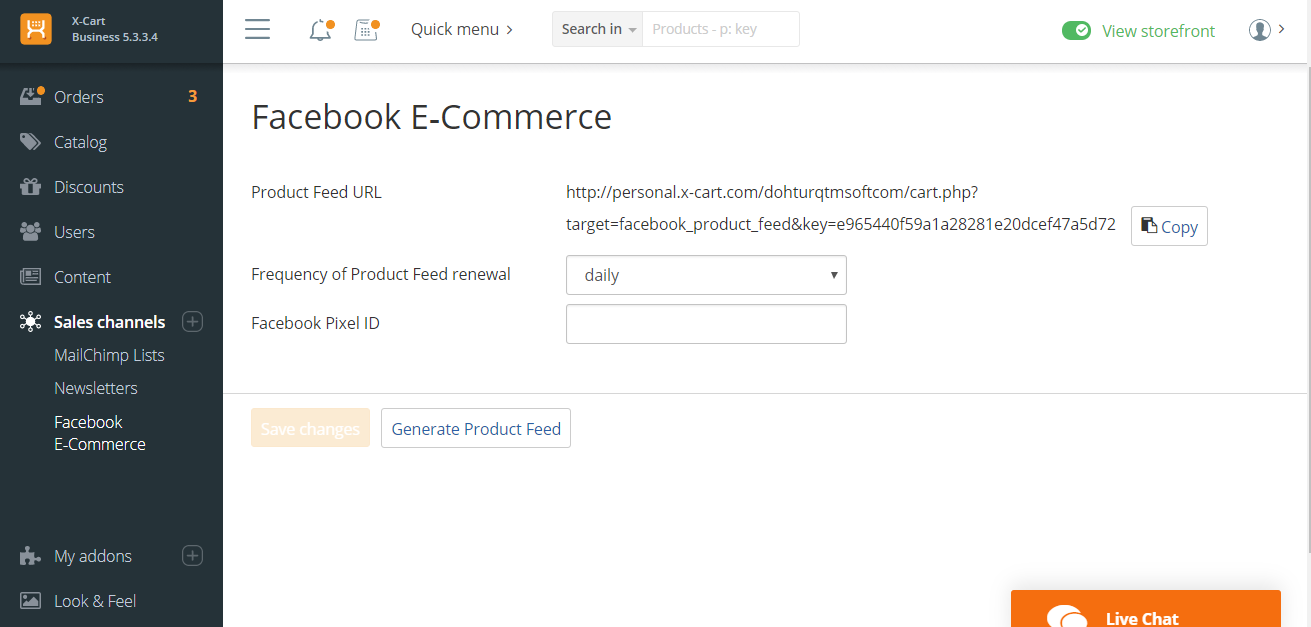 X-Cart
Business 5.3.3.4
Quick menu
Search in
Products - p: key
View storefront
Orders
3
Catalog
Discounts
Users
Content
Sales channels
MailChimp Lists
Newsletters
Facebook
E-Commerce
My addons
Look & Feel
Facebook E-Commerce
Product Feed URL
http://personal.x-cart.com/dohturqtmsoftcom/cart.php?
target=facebook_product_feed&key=e965440f59a1a28281e20dcef47a5d72
Copy
Frequency of Product Feed renewal
daily
Facebook Pixel ID
Save changes
Generate Product Feed
Live Chat